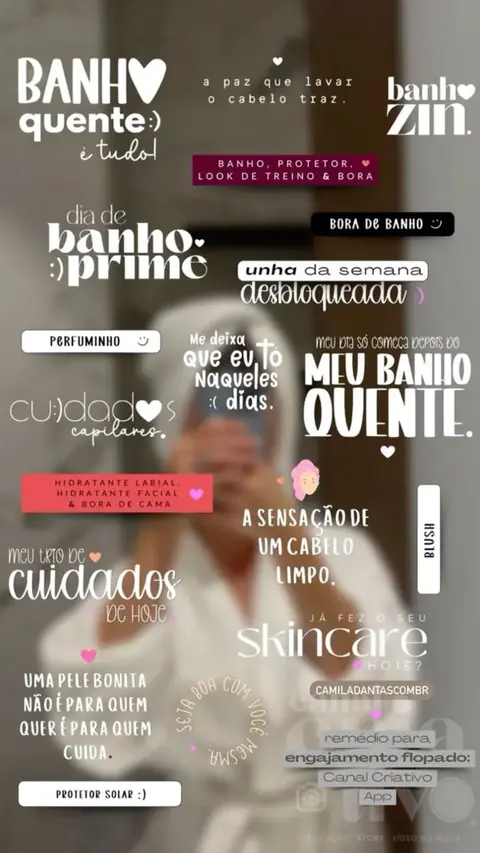 BANHO
quente:)
é tudo!
a paz que lavar
o cabelo traz.
banho
zin.
BANHO, PROTETOR,
LOOK DE TREINO & BORA
dia de
banho
:)prime
BORA DE BANHO
unha da semana
desbloqueada :)
PERFUMINHO
Me deixa
que eu tô
naqueles
:( dias.
MEU DIA SÓ COMEÇA DEPOIS DO
MEU BANHO
QUENTE.
cu:)dados
capilares.
HIDRATANTE LABIAL,
HIDRATANTE FACIAL
& BORA DE CAMA
A SENSAÇÃO DE
UM CABELO
LIMPO.
BLUSH
MEU TRIO DE
cuidados
DE HOJE.
JÁ FEZ O SEU
skincare
HOJE?
CAMILADANTASCOMBR
UMA PELE BONITA
NÃO É PARA QUEM
QUER É PARA QUEM
CUIDA.
SEJA BOA COM VOCÊ MESMA.
remédio para
engajamento flopado:
Canal Criativo
App
PROTETOR SOLAR :)